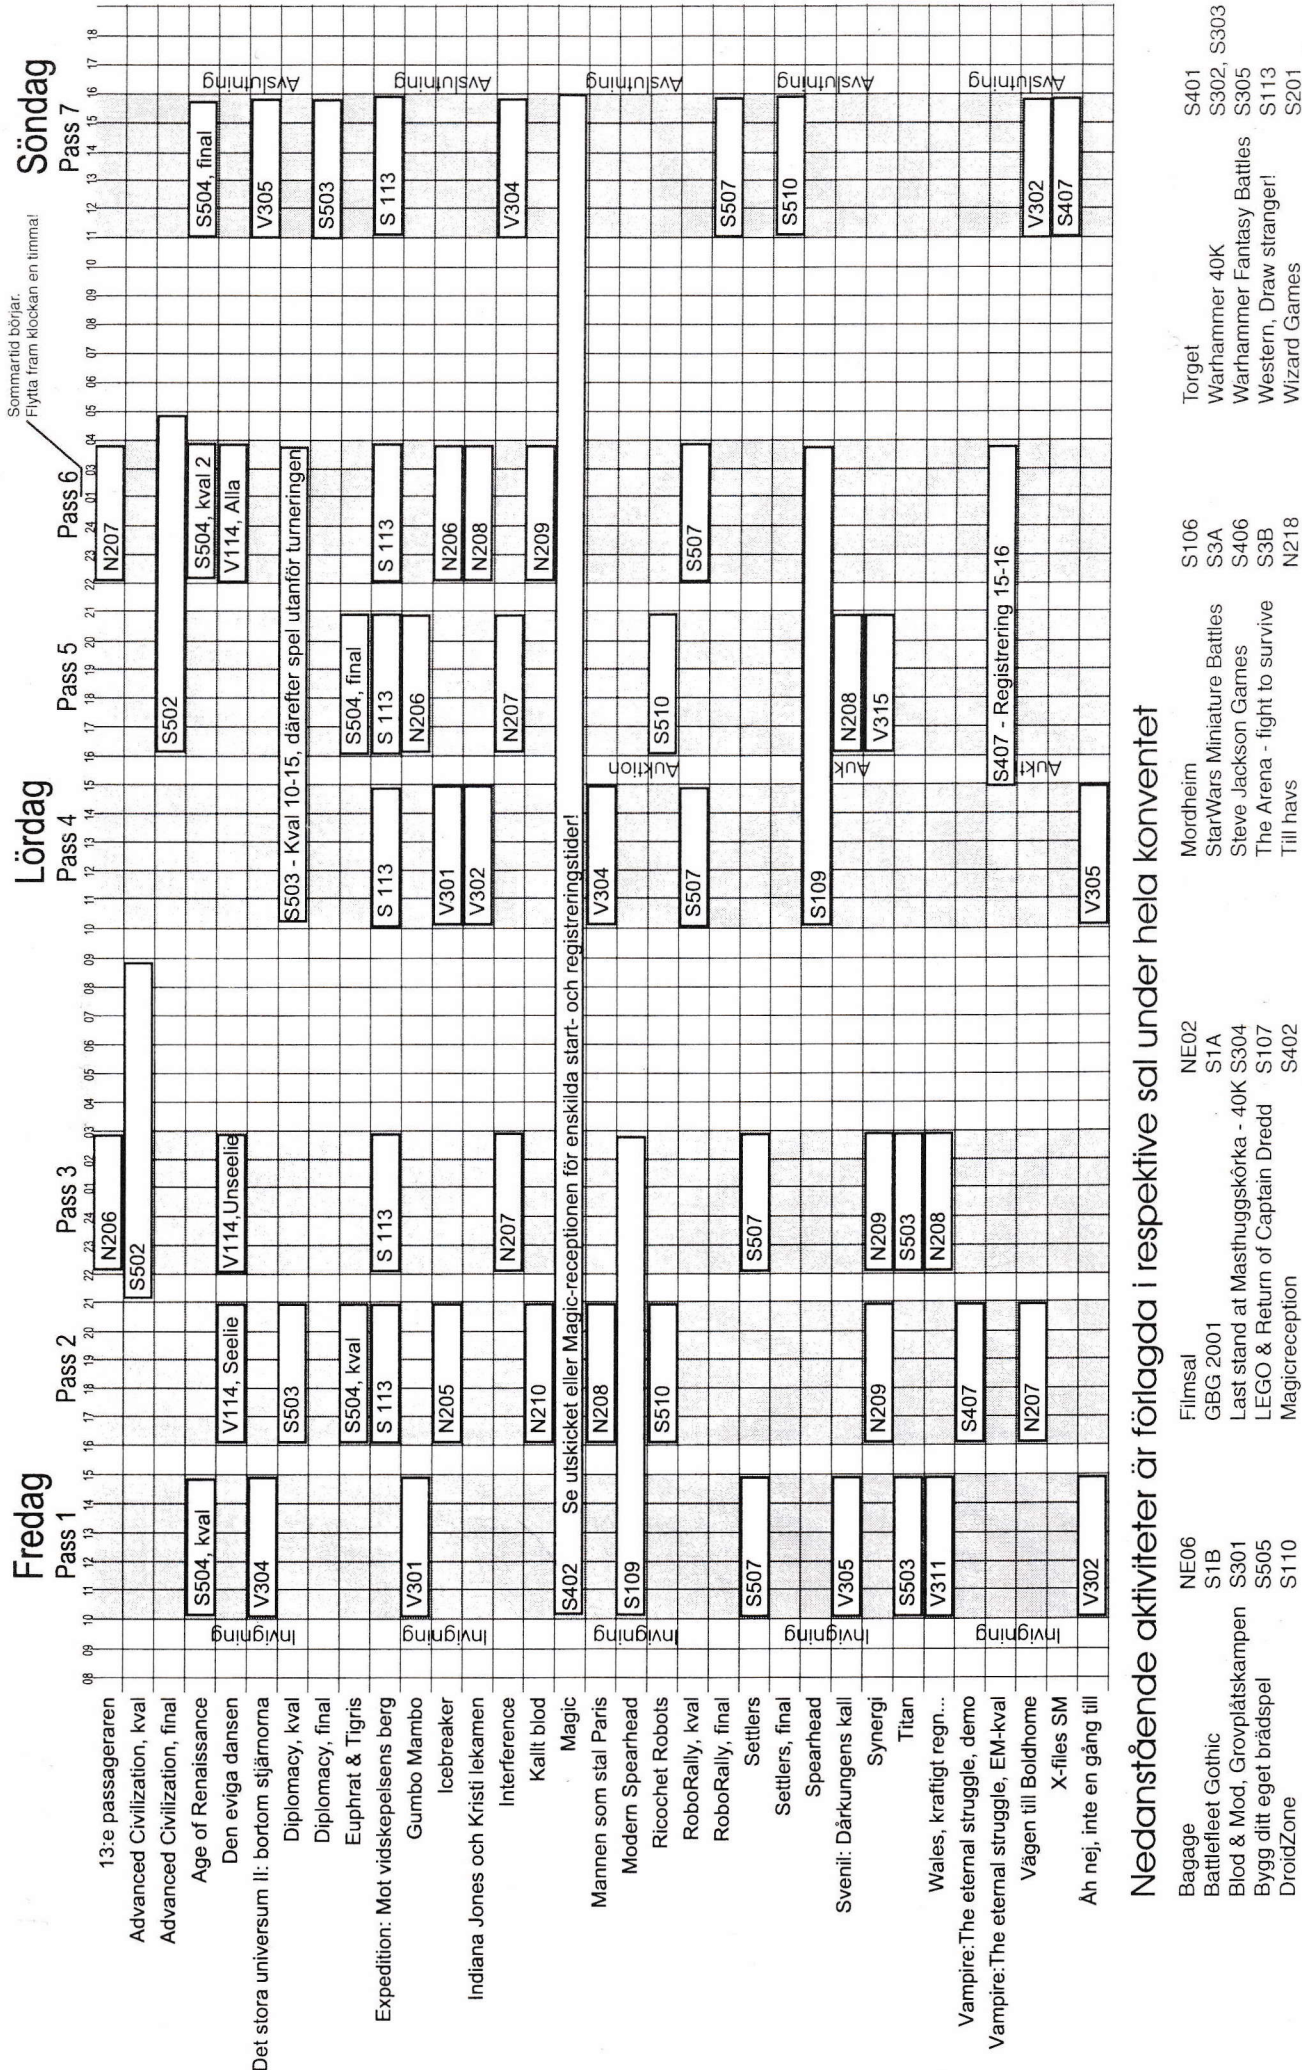 Fredag Lördag Söndag
Sommartid börjar.
Flytta fram klockan en timma!
Pass 1 Pass 2 Pass 3 Pass 4 Pass 5 Pass 6 Pass 7
08 09 10 11 12 13 14 15 16 17 18 19 20 21 22 23 24 01 02 03 04 05 06 07 08 09 10 11 12 13 14 15 16 17 18 19 20 21 22 23 24 01 03 04 05 06 07 08 09 10 11 12 13 14 15 16 17 18
13:e passageraren N206 N207
Advanced Civilization, kval S502
Advanced Civilization, final S502
Age of Renaissance S504, kval S504, kval 2 S504, final
Den eviga dansen V114, Seelie V114, Unseelie V114, Alla
Det stora universum II: bortom stjärnorna V304 V305
Diplomacy, kval S503 S503 - Kval 10-15, därefter spel utanför turneringen
Diplomacy, final S503
Euphrat & Tigris S504, kval S504, final
Expedition: Mot vidskepelsens berg S 113 S 113 S 113 S 113 S 113 S 113
Gumbo Mambo V301 N206
Icebreaker N205 V301 N206
Indiana Jones och Kristi lekamen V302 N208
Interference N207 N207 V304
Kallt blod N210 N209
Magic S402 Se utskicket eller Magic-receptionen för enskilda start- och registreringstider!
Mannen som stal Paris N208 V304
Modern Spearhead S109
Ricochet Robots S510 S510
RoboRally, kval S507 S507
RoboRally, final S507
Settlers S507 S507
Settlers, final S510
Spearhead S109
Svenil: Dårkungens kall V305 N208
Synergi N209 N209 V315
Titan S503 S503
Wales, kraftigt regn... V311 N208
Vampire:The eternal struggle, demo S407
Vampire:The eternal struggle, EM-kval S407 - Registrering 15-16
Vägen till Boldhome N207 V302
X-files SM S407
Åh nej, inte en gång till V302 V305
Invigning Invigning Invigning Invigning Invigning
Auktion Auk Aukti
Avslutning Avslutning Avslutning Avslutning Avslutning
Nedanstående aktiviteter är förlagda i respektive sal under hela konventet
Bagage NE06
Battlefleet Gothic S1B
Blod & Mod, Grovplåtskampen S301
Bygg ditt eget brädspel S505
DroidZone S110
Filmsal NE02
GBG 2001 S1A
Last stand at Masthuggskörka - 40K S304
LEGO & Return of Captain Dredd S107
Magicreception S402
Mordheim S106
StarWars Miniature Battles S3A
Steve Jackson Games S406
The Arena - fight to survive S3B
Till havs N218
Torget S401
Warhammer 40K S302, S303
Warhammer Fantasy Battles S305
Western, Draw stranger! S113
Wizard Games S201